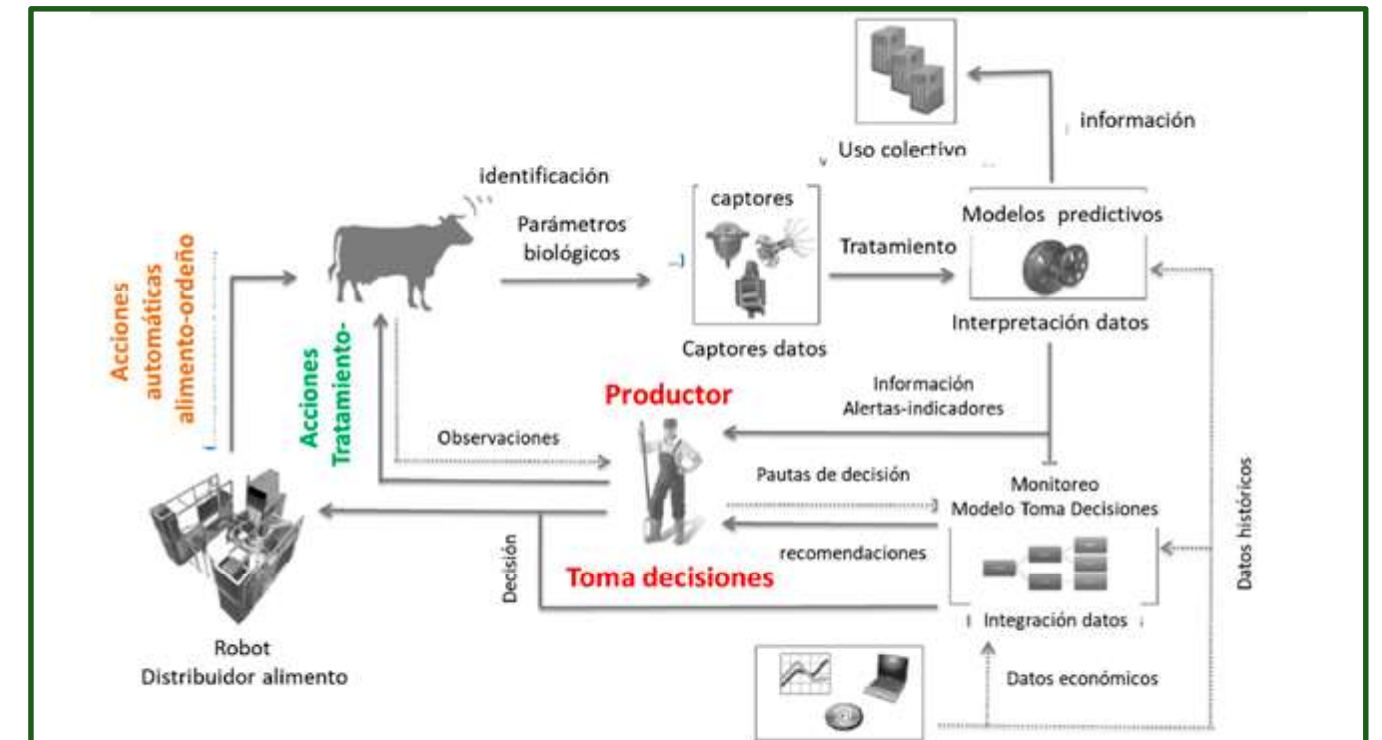 información
Uso colectivo
identificación
captores
Modelos predictivos
Parámetros
biológicos
Tratamiento
Acciones
automáticas
alimento-ordeño
Interpretación datos
Captores datos
Acciones
Tratamiento-
Productor
Información
Alertas-indicadores
Observaciones
Pautas de decisión
Monitoreo
Modelo Toma Decisiones
Datos históricos
recomendaciones
Decisión
Toma decisiones
Integración datos
Robot
Distribuidor alimento
Datos económicos